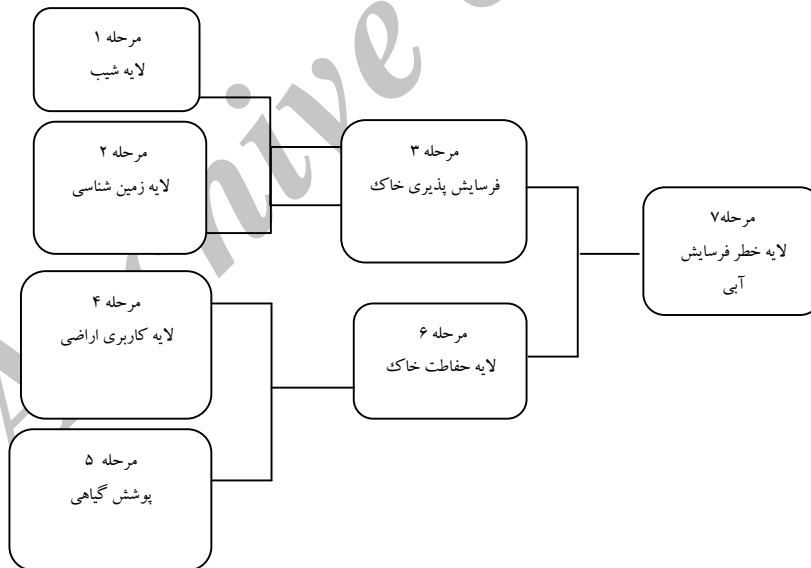 مرحله ۱
لایه شیب
مرحله ۲
لایه زمین شناسی
مرحله ۳
فرسایش پذیری خاک
مرحله ۴
لایه کاربری اراضی
مرحله ۵
پوشش گیاهی
مرحله ۶
لایه حفاطت خاک
مرحله۷
لایه خطر فرسایش
آبی